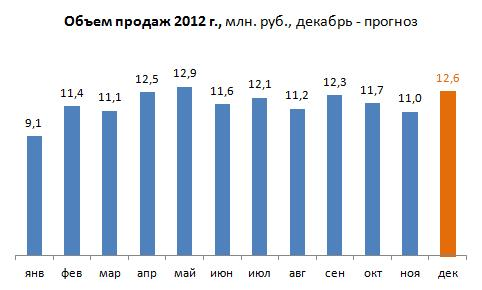 Объем продаж 2012 г., млн. руб., декабрь - прогноз
9,1 11,4 11,1 12,5 12,9 11,6 12,1 11,2 12,3 11,7 11,0 12,6
янв фев мар апр май июн июл авг сен окт ноя дек